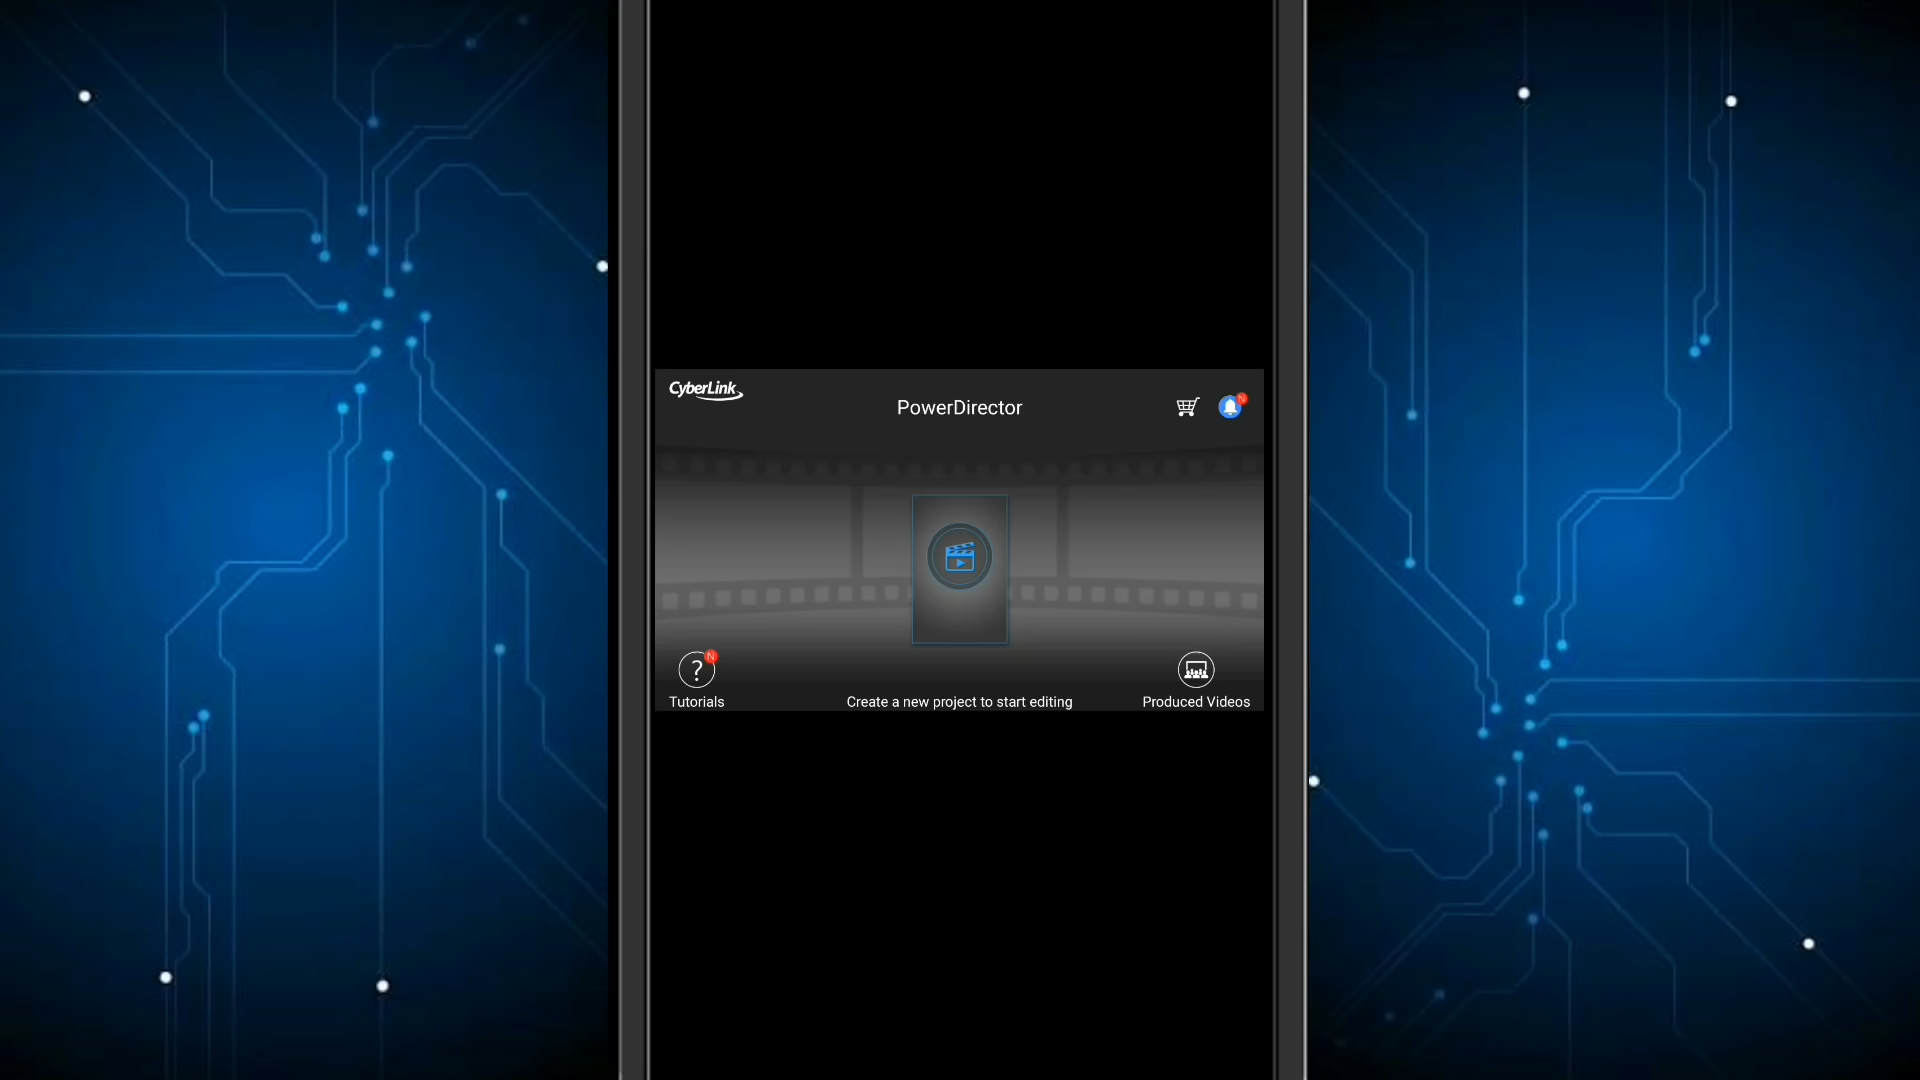 CyberLink
PowerDirector
N
N
?
Tutorials
Create a new project to start editing
Produced Videos